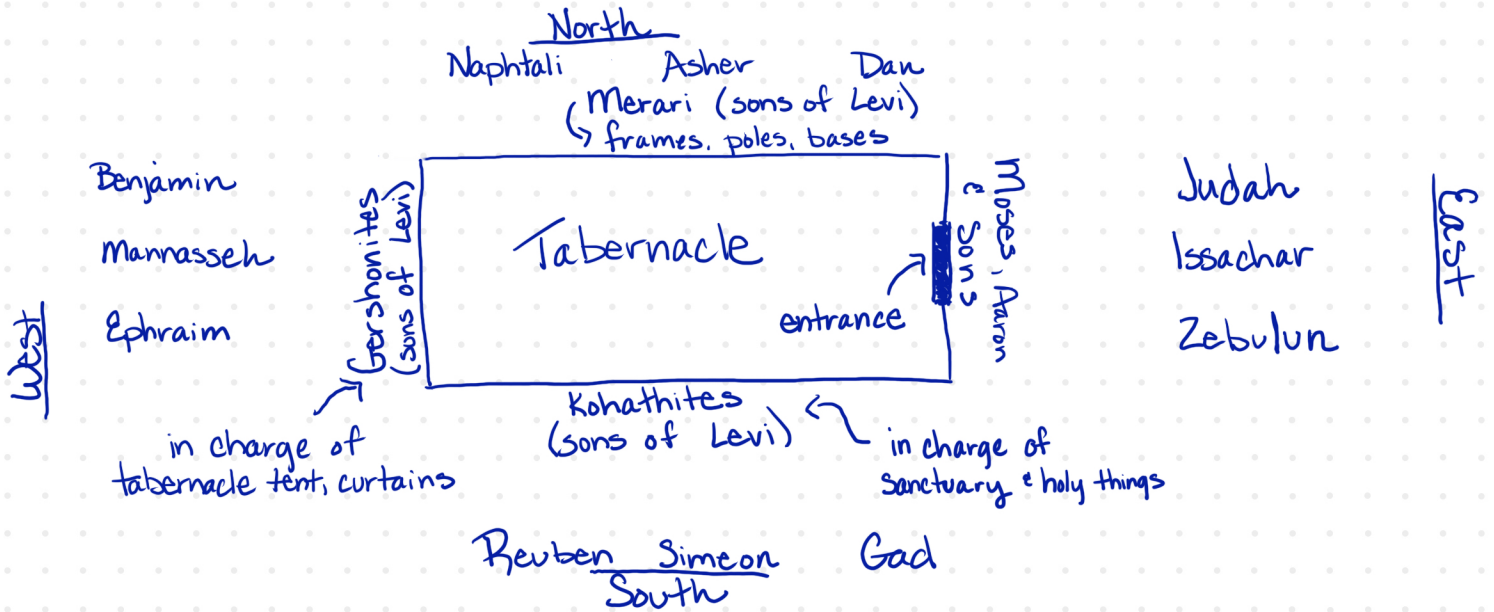 North
Naphtali Asher Dan
Merari (sons of Levi)
frames, poles, bases
Benjamin
Mannasseh
Ephraim
West
Gershonites
(sons of Levi)
in charge of
tabernacle tent, curtains
Tabernacle
entrance
Moses, Aaron
& Sons
Judah
Issachar
Zebulun
East
Kohathites
(sons of Levi)
in charge of
sanctuary & holy things
Reuben Simeon Gad
South